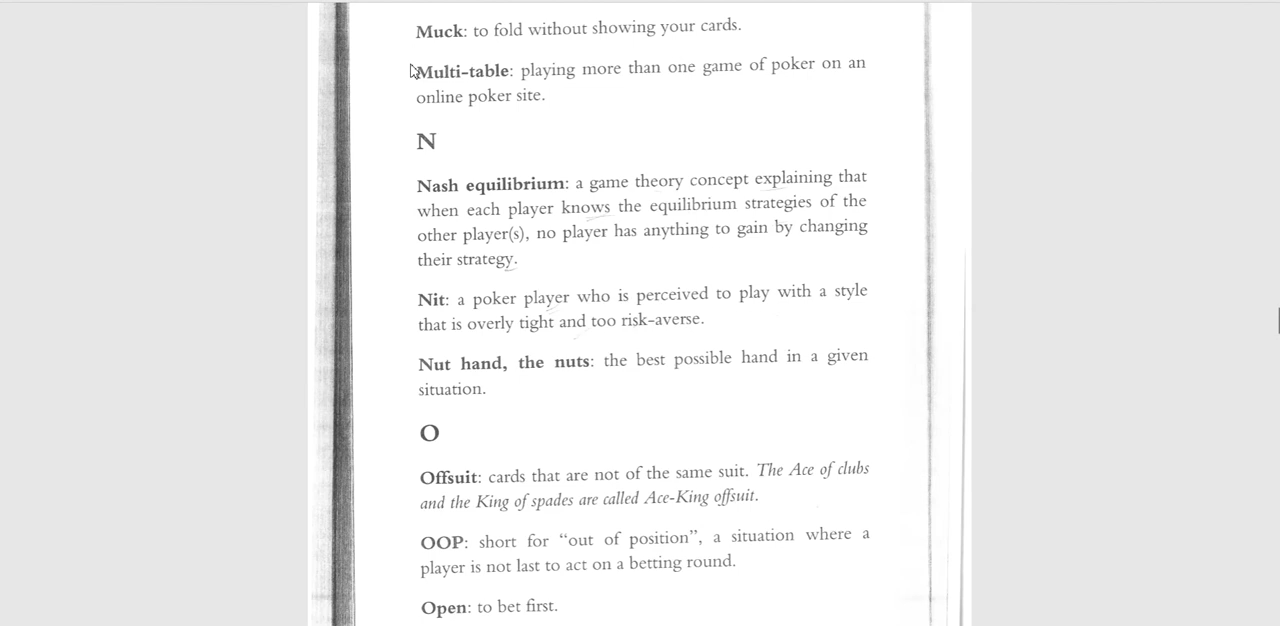 Muck: to fold without showing your cards.
Multi-table: playing more than one game of poker on an
online poker site.
N
Nash equilibrium: a game theory concept explaining that
when each player knows the equilibrium strategies of the
other player(s), no player has anything to gain by changing
their strategy.
Nit: a poker player who is perceived to play with a style
that is overly tight and too risk-averse.
Nut hand, the nuts: the best possible hand in a given
situation.
O
Offsuit: cards that are not of the same suit. The Ace of clubs
and the King of spades are called Ace-King offsuit.
OOP: short for “out of position”, a situation where a
player is not last to act on a betting round.
Open: to bet first.